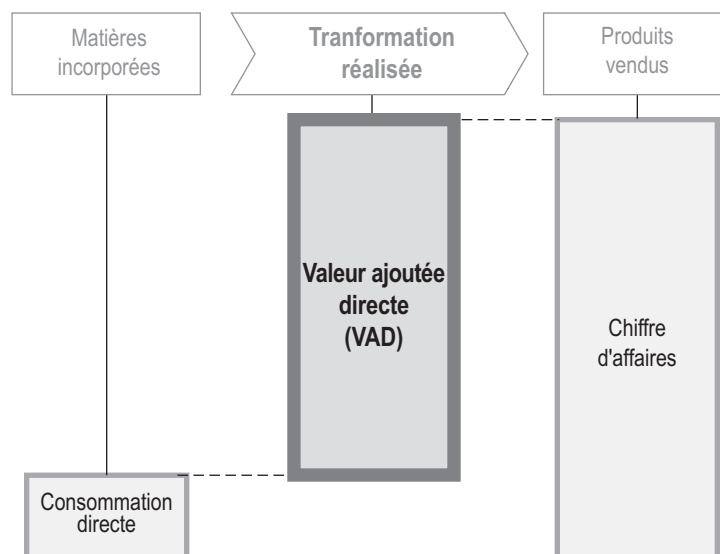 Matières
incorporées
Tranformation
réalisée
Produits
vendus
Valeur ajoutée
directe
(VAD)
Chiffre
d'affaires
Consommation
directe